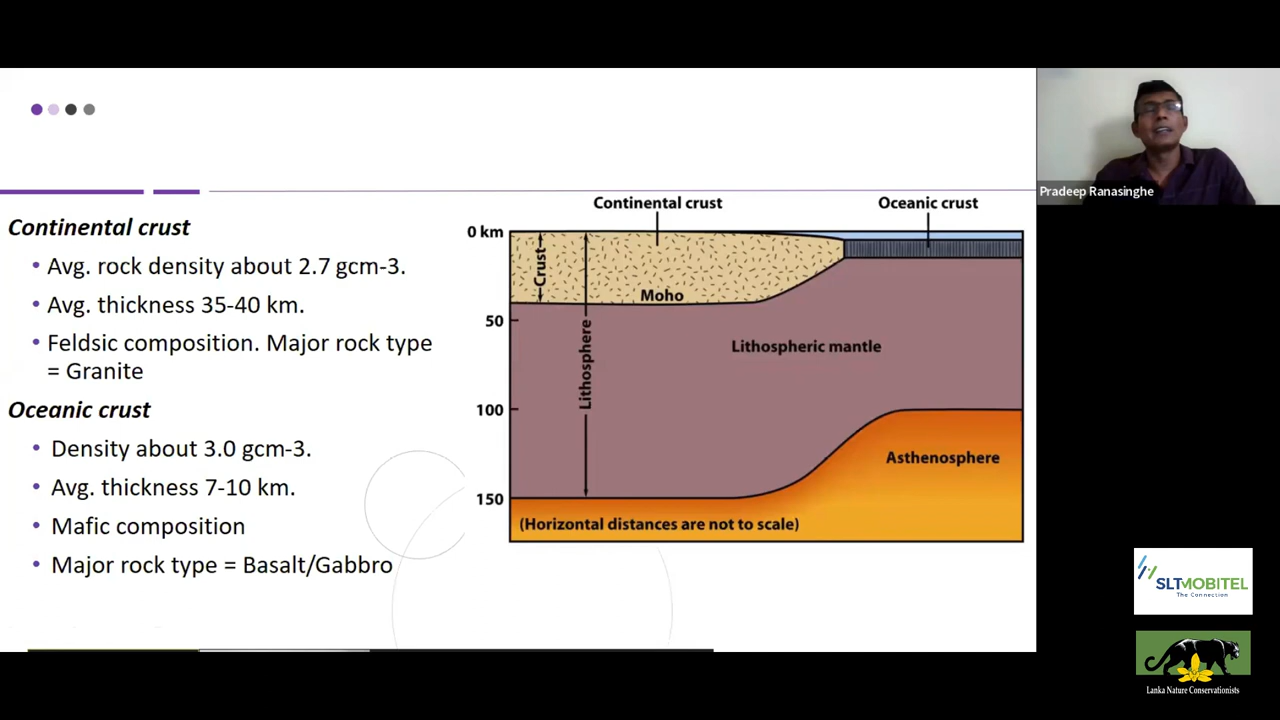 Pradeep Ranasinghe
Continental crust
• Avg. rock density about 2.7 gcm-3.
• Avg. thickness 35-40 km.
• Feldsic composition. Major rock type
= Granite
Oceanic crust
• Density about 3.0 gcm-3.
• Avg. thickness 7-10 km.
• Mafic composition
• Major rock type = Basalt/Gabbro
Continental crust
Oceanic crust
0 km
Crust
Moho
50
Lithosphere
Lithospheric mantle
100
Asthenosphere
150
(Horizontal distances are not to scale)
SLTMOBITEL
The Connection
Lanka Nature Conservationists